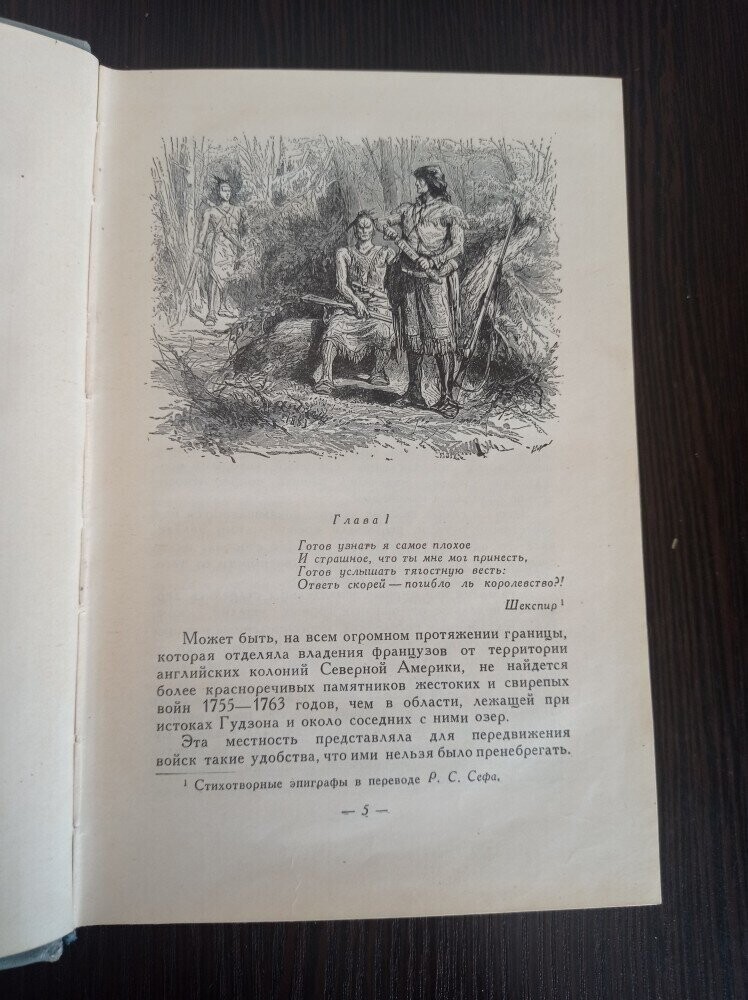 Глава 1
Готов узнать я самое плохое
И страшное, что ты мне мог принесть,
Готов услышать тягостную весть:
Ответь скорей — погибло ль королевство?!
Шекспир ¹
Может быть, на всем огромном протяжении границы,
которая отделяла владения французов от территории
английских колоний Северной Америки, не найдется
более красноречивых памятников жестоких и свирепых
войн 1755—1763 годов, чем в области, лежащей при
истоках Гудзона и около соседних с ними озер.
Эта местность представляла для передвижения
войск такие удобства, что ими нельзя было пренебрегать.
¹ Стихотворные эпиграфы в переводе Р. С. Сефа.
— 5 —